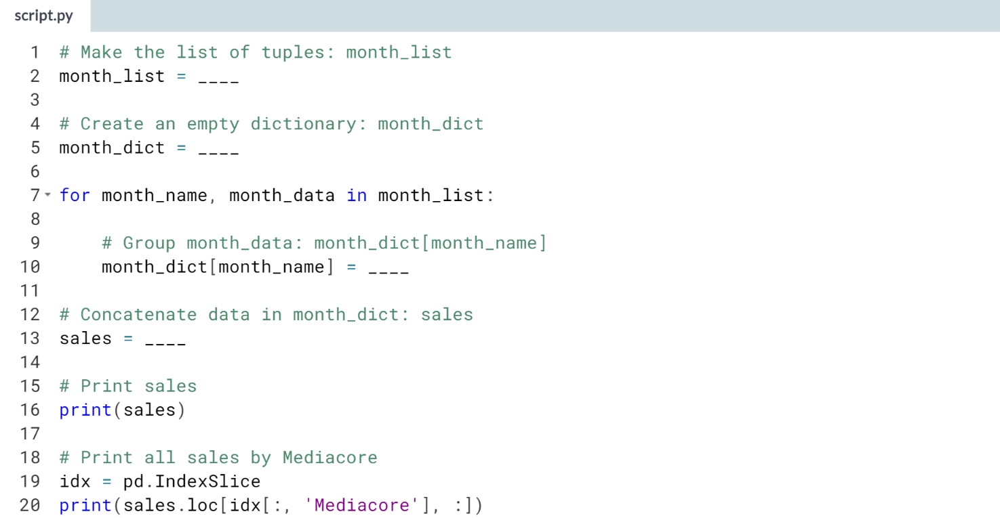 script.py
1 # Make the list of tuples: month_list
2 month_list = ____
3
4 # Create an empty dictionary: month_dict
5 month_dict = ____
6
7 for month_name, month_data in month_list:
8
9     # Group month_data: month_dict[month_name]
10     month_dict[month_name] = ____
11
12 # Concatenate data in month_dict: sales
13 sales = ____
14
15 # Print sales
16 print(sales)
17
18 # Print all sales by Mediacore
19 idx = pd.IndexSlice
20 print(sales.loc[idx[:, 'Mediacore'], :])